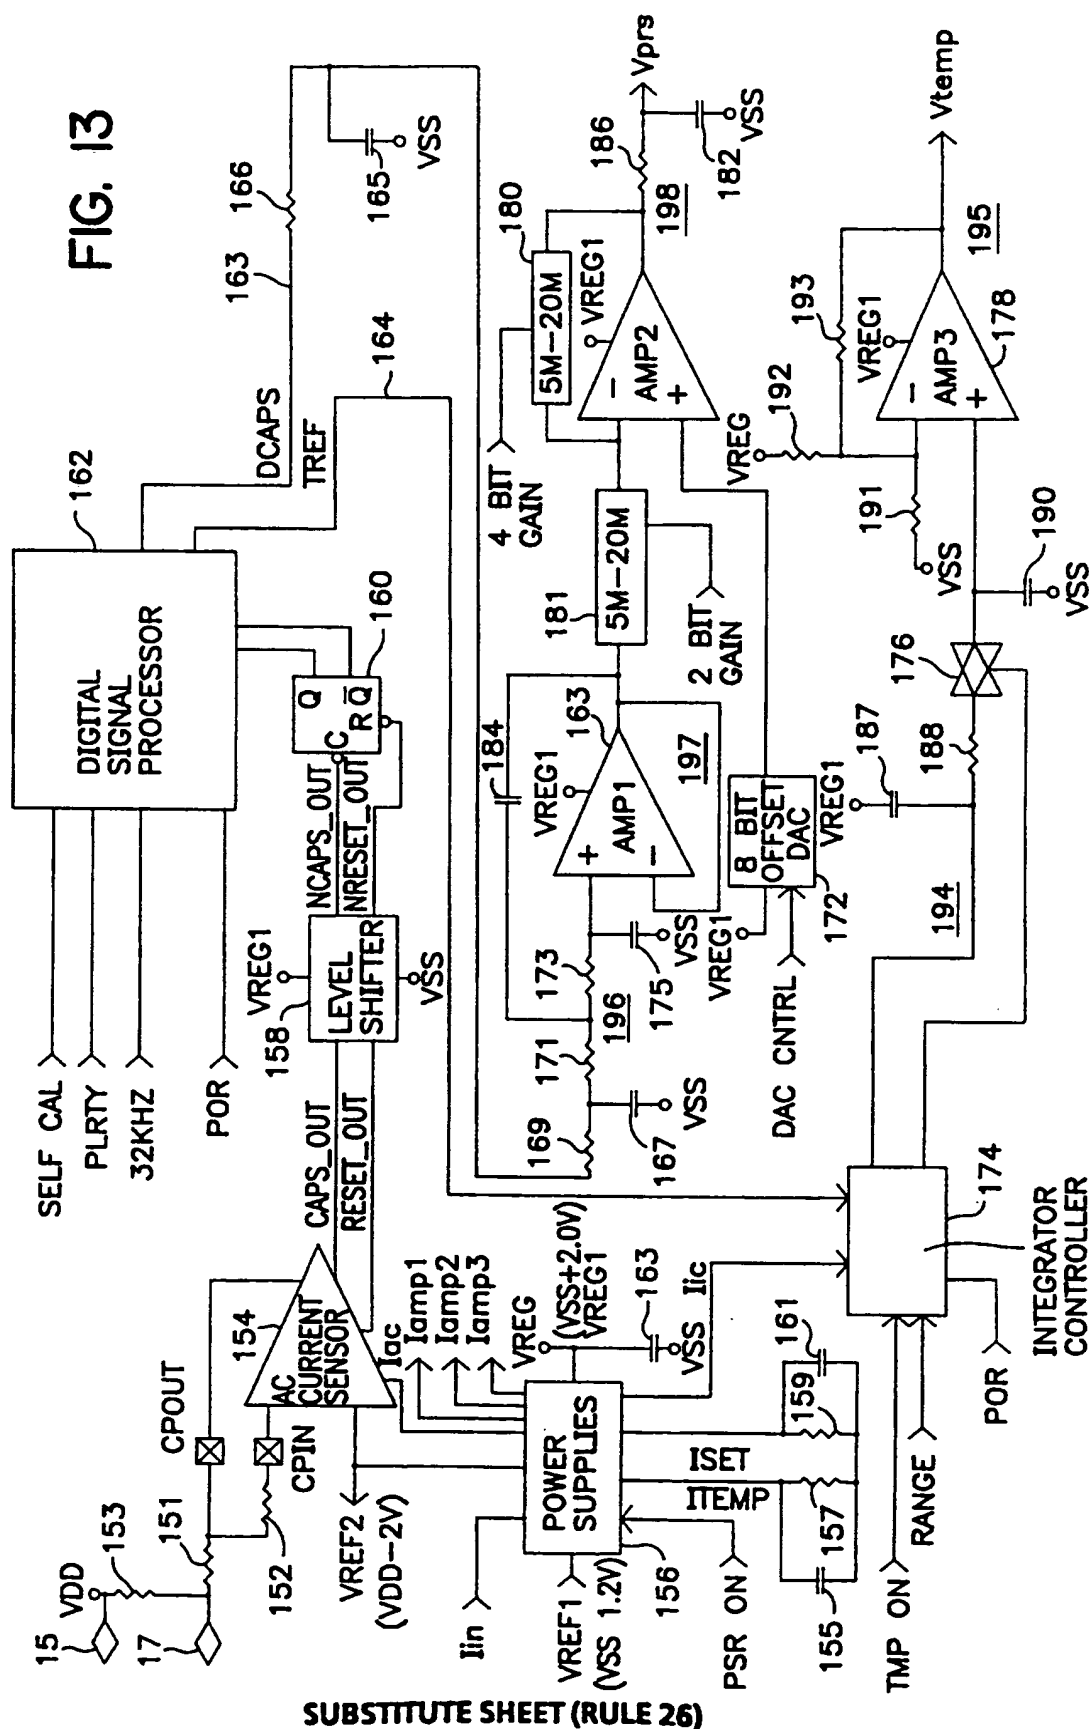 FIG. 13
SELF CAL
PLRTY
32KHZ
POR
DIGITAL
SIGNAL
PROCESSOR
162
DCAPS
TREF
163
166
164
165
VSS
15
17
VDD
153
151
152
CPOUT
CPIN
154
AC
CURRENT
SENSOR
CAPS_OUT
RESET_OUT
158
VREG1
LEVEL
SHIFTER
VSS
NCAPS_OUT
NRESET_OUT
C
Q
Q
R
160
VREF2
(VDD-2V)
Iac
Iamp1
Iamp2
Iamp3
VREG
(VSS+2.0V)
VREG1
163
VSS
Iin
VREF1
(VSS 1.2V)
POWER
SUPPLIES
156
PSR ON
ISET
ITEMP
155
157
159
161
Iic
169
167
VSS
171
196
173
175
VSS
184
VREG1
+
-
AMP1
163
197
181
5M-20M
2 BIT
GAIN
4 BIT
GAIN
5M-20M
180
VREG1
-
+
AMP2
198
186
182
VSS
Vprs
VREG1
8 BIT
OFFSET
DAC
172
DAC CNTRL
TMP ON
RANGE
POR
174
INTEGRATOR
CONTROLLER
194
VREG1
187
188
176
190
VSS
VSS
191
VREG
192
193
VREG1
-
+
AMP3
178
195
Vtemp
SUBSTITUTE SHEET (RULE 26)